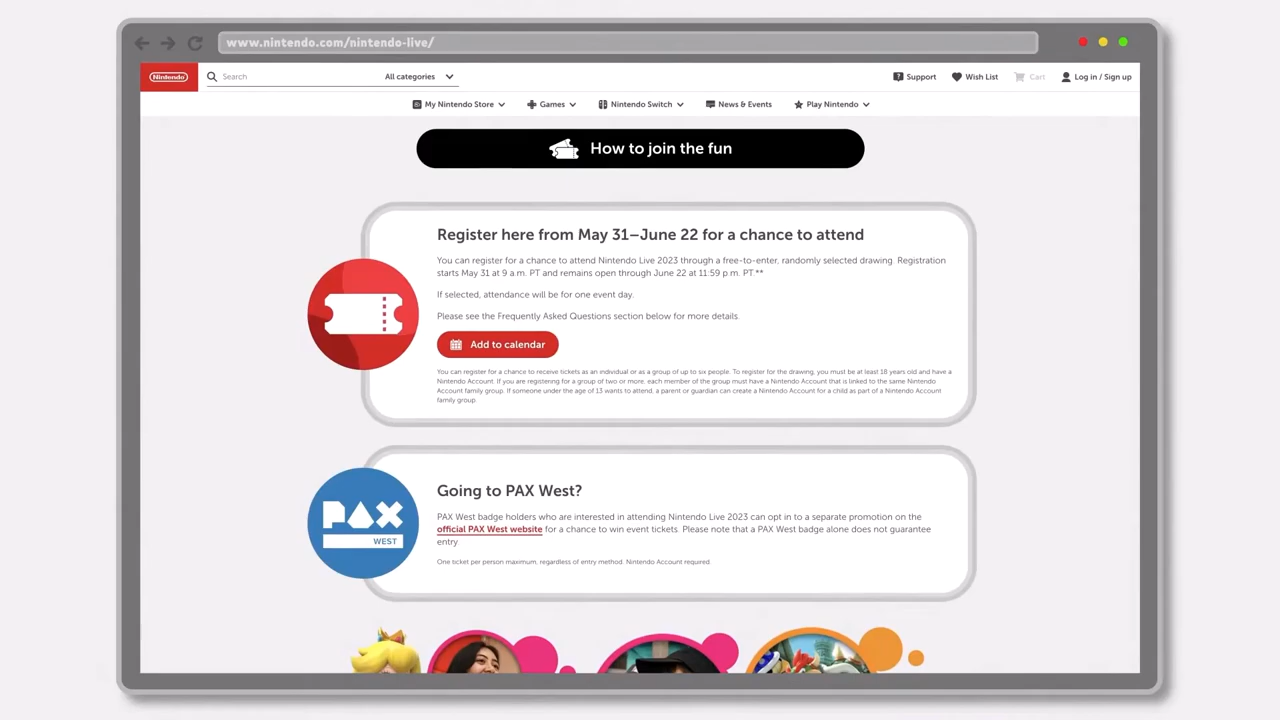 www.nintendo.com/nintendo-live/
Nintendo
Search
All categories
Support
Wish List
Cart
Log in / Sign up
My Nintendo Store
Games
Nintendo Switch
News & Events
Play Nintendo
How to join the fun
Register here from May 31–June 22 for a chance to attend
You can register for a chance to attend Nintendo Live 2023 through a free-to-enter, randomly selected drawing. Registration
starts May 31 at 9 a.m. PT and remains open through June 22 at 11:59 p.m. PT.**
If selected, attendance will be for one event day.
Please see the Frequently Asked Questions section below for more details.
Add to calendar
You can register for a chance to receive tickets as an individual or as a group of up to six people. To register for the drawing, you must be at least 18 years old and have a
Nintendo Account. If you are registering for a group of two or more, each member of the group must have a Nintendo Account that is linked to the same Nintendo
Account family group. If someone under the age of 13 wants to attend, a parent or guardian can create a Nintendo Account for a child as part of a Nintendo Account
family group.
PAX
WEST
Going to PAX West?
PAX West badge holders who are interested in attending Nintendo Live 2023 can opt in to a separate promotion on the
official PAX West website for a chance to win event tickets. Please note that a PAX West badge alone does not guarantee
entry.
One ticket per person maximum, regardless of entry method. Nintendo Account required.